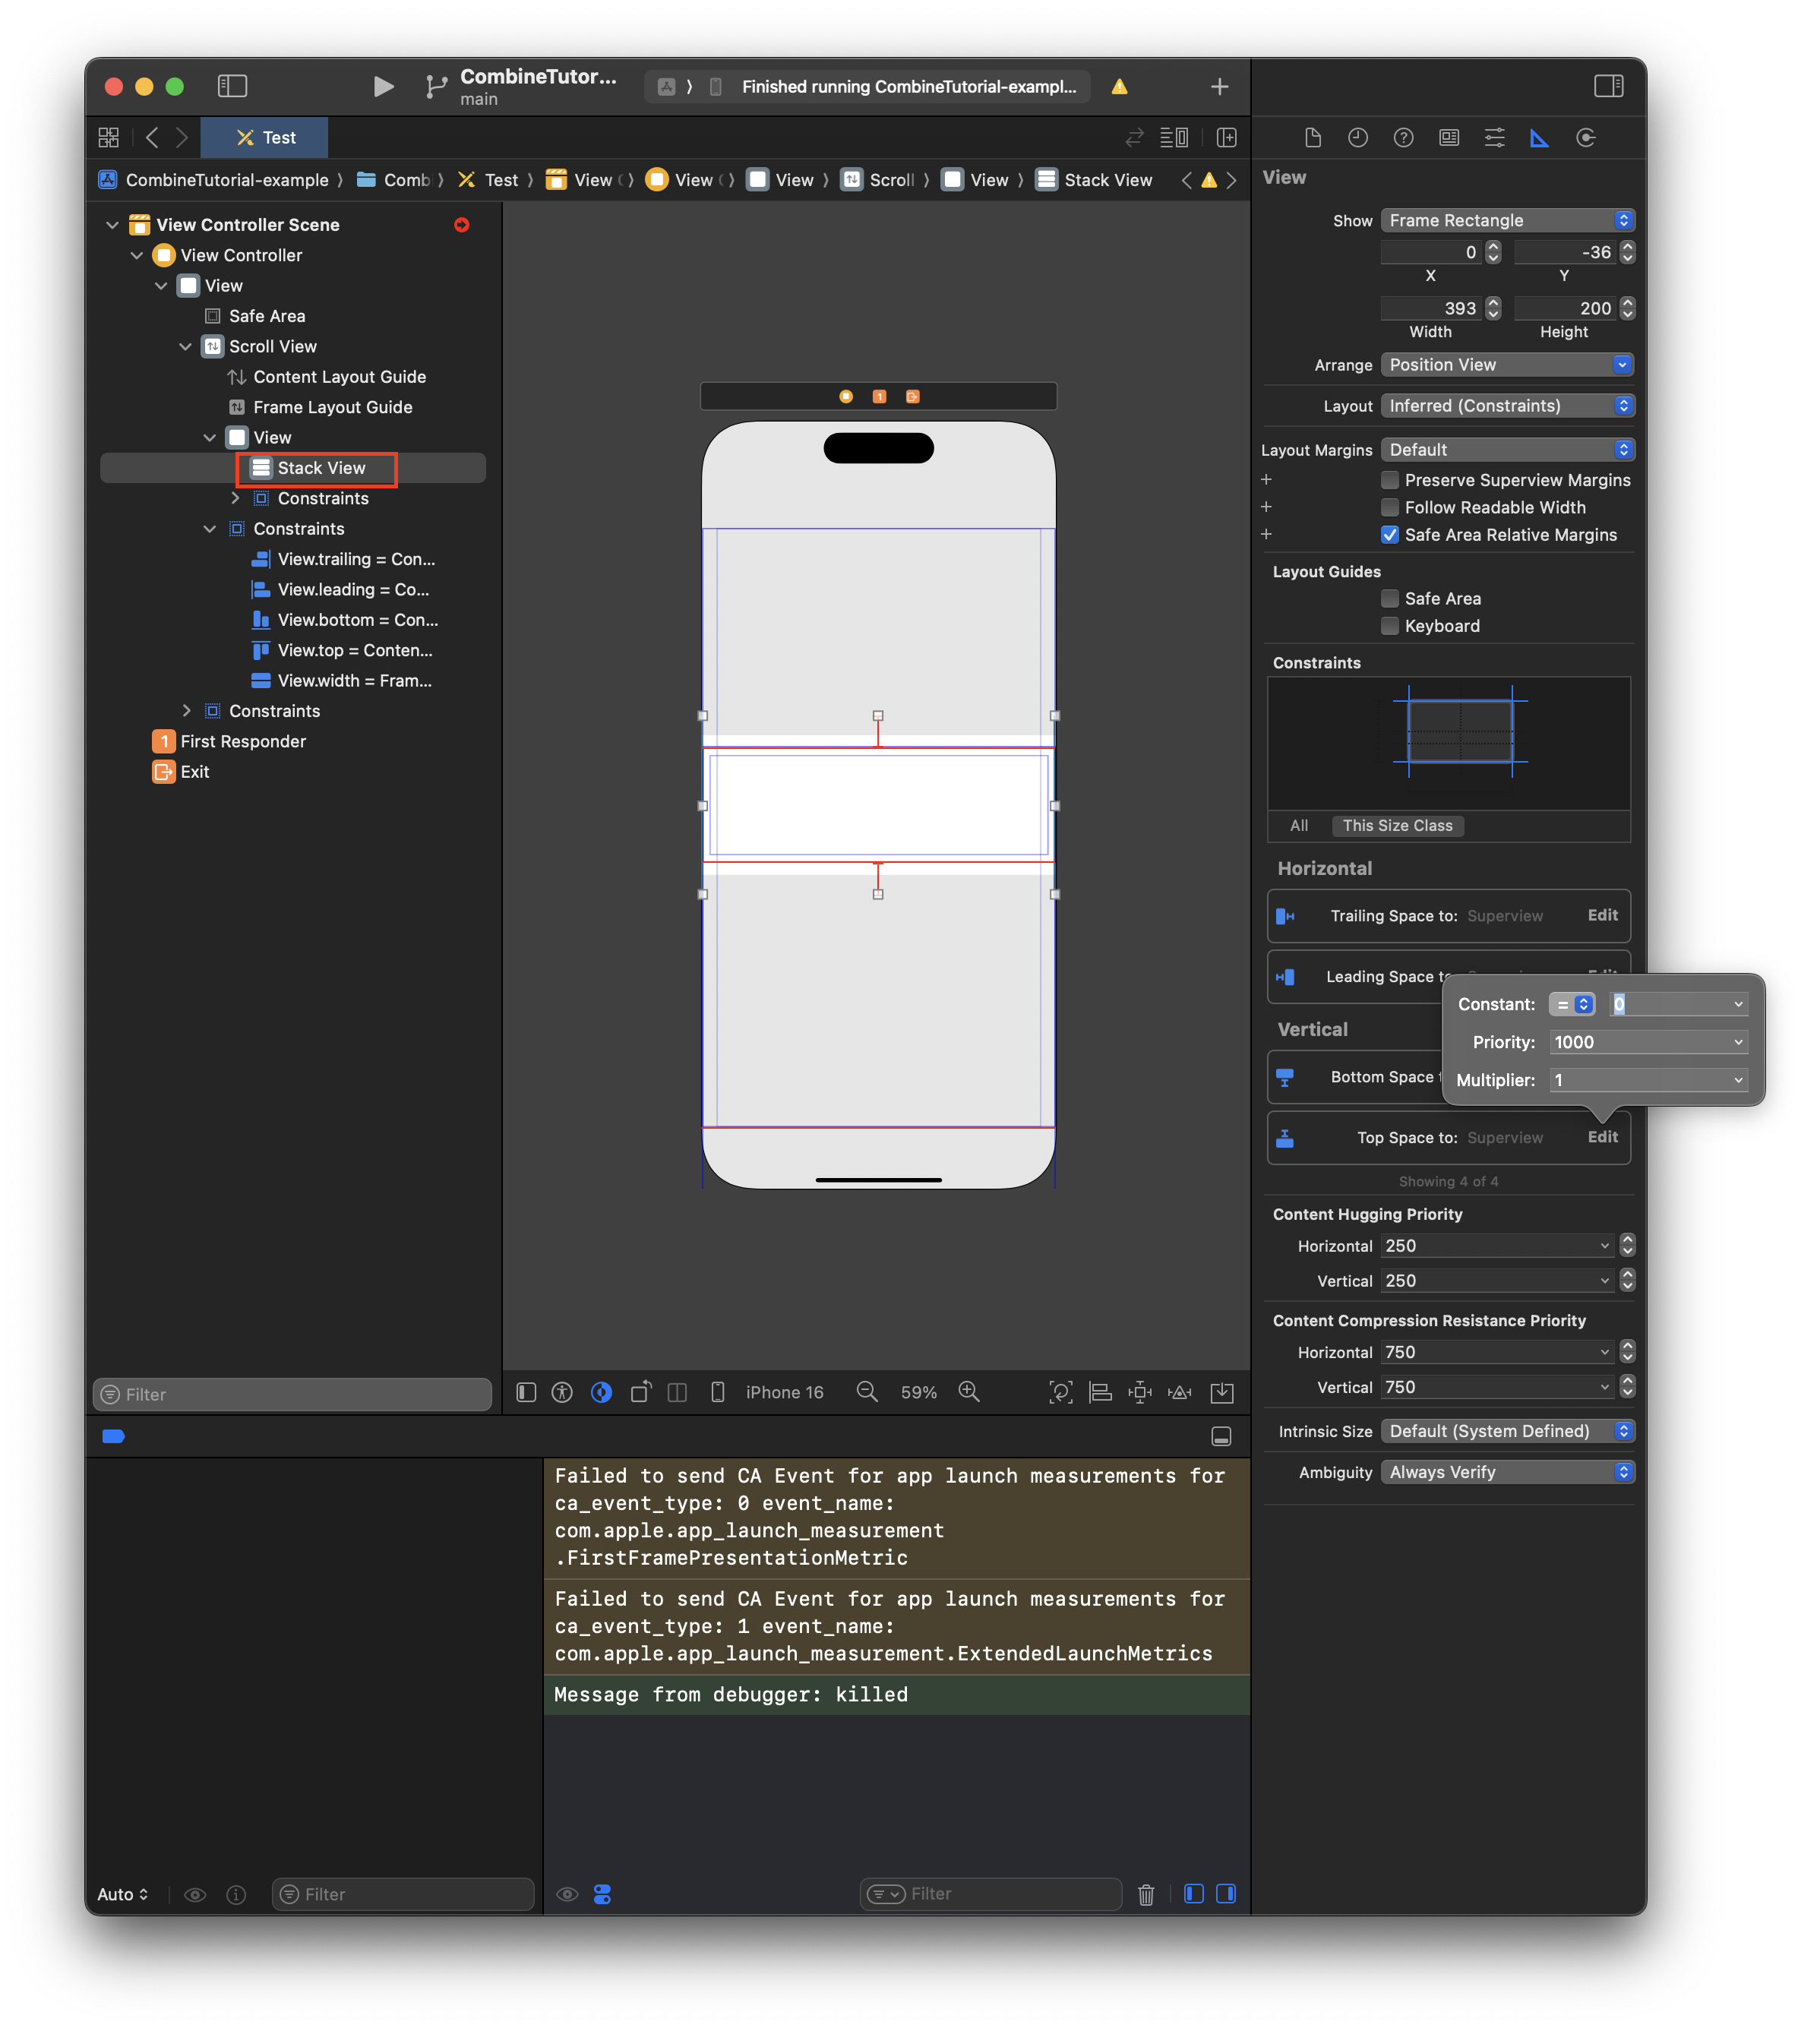 CombineTutor...
main
Finished running CombineTutorial-exampl...
Test
CombineTutorial-example
Comb
Test
View
View
View
Scroll
View
Stack View
View Controller Scene
View Controller
View
Safe Area
Scroll View
Content Layout Guide
Frame Layout Guide
View
Stack View
Constraints
Constraints
View.trailing = Con...
View.leading = Co...
View.bottom = Con...
View.top = Conten...
View.width = Fram...
Constraints
1 First Responder
Exit
Filter
1
iPhone 16
59%
View
Show Frame Rectangle
0 -36
X Y
393 200
Width Height
Arrange Position View
Layout Inferred (Constraints)
Layout Margins Default
Preserve Superview Margins
Follow Readable Width
Safe Area Relative Margins
Layout Guides
Safe Area
Keyboard
Constraints
All This Size Class
Horizontal
Trailing Space to: Superview Edit
Leading Space to
Vertical
Bottom Space
Top Space to: Superview Edit
Constant: = 0
Priority: 1000
Multiplier: 1
Showing 4 of 4
Content Hugging Priority
Horizontal 250
Vertical 250
Content Compression Resistance Priority
Horizontal 750
Vertical 750
Intrinsic Size Default (System Defined)
Ambiguity Always Verify
Failed to send CA Event for app launch measurements for
ca_event_type: 0 event_name:
com.apple.app_launch_measurement
.FirstFramePresentationMetric
Failed to send CA Event for app launch measurements for
ca_event_type: 1 event_name:
com.apple.app_launch_measurement.ExtendedLaunchMetrics
Message from debugger: killed
Auto
Filter
Filter